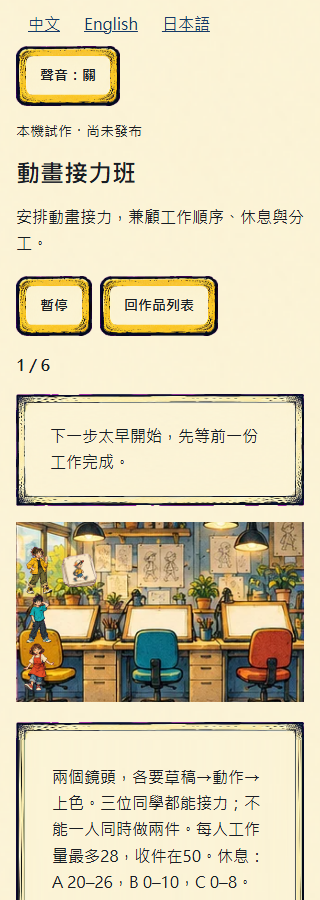 中文 English 日本語
聲音：關
本機試作・尚未發布
動畫接力班
安排動畫接力，兼顧工作順序、休息與分
工。
暫停 回作品列表
1 / 6
下一步太早開始，先等前一份
工作完成。
兩個鏡頭，各要草稿→動作→
上色。三位同學都能接力；不
能一人同時做兩件。每人工作
量最多28，收件在50。休息：
A 20–26，B 0–10，C 0–8。